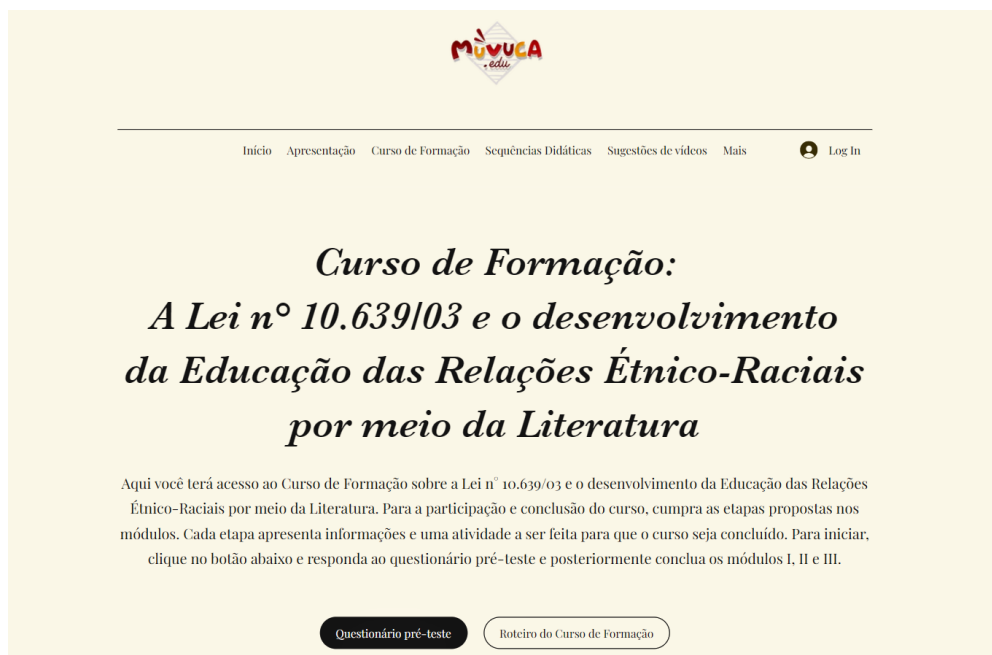 MUVUCA
.edu
Início Apresentação Curso de Formação Sequências Didáticas Sugestões de vídeos Mais Log In
Curso de Formação:
A Lei n° 10.639/03 e o desenvolvimento
da Educação das Relações Étnico-Raciais
por meio da Literatura
Aqui você terá acesso ao Curso de Formação sobre a Lei n° 10.639/03 e o desenvolvimento da Educação das Relações
Étnico-Raciais por meio da Literatura. Para a participação e conclusão do curso, cumpra as etapas propostas nos
módulos. Cada etapa apresenta informações e uma atividade a ser feita para que o curso seja concluído. Para iniciar,
clique no botão abaixo e responda ao questionário pré-teste e posteriormente conclua os módulos I, II e III.
Questionário pré-teste Roteiro do Curso de Formação